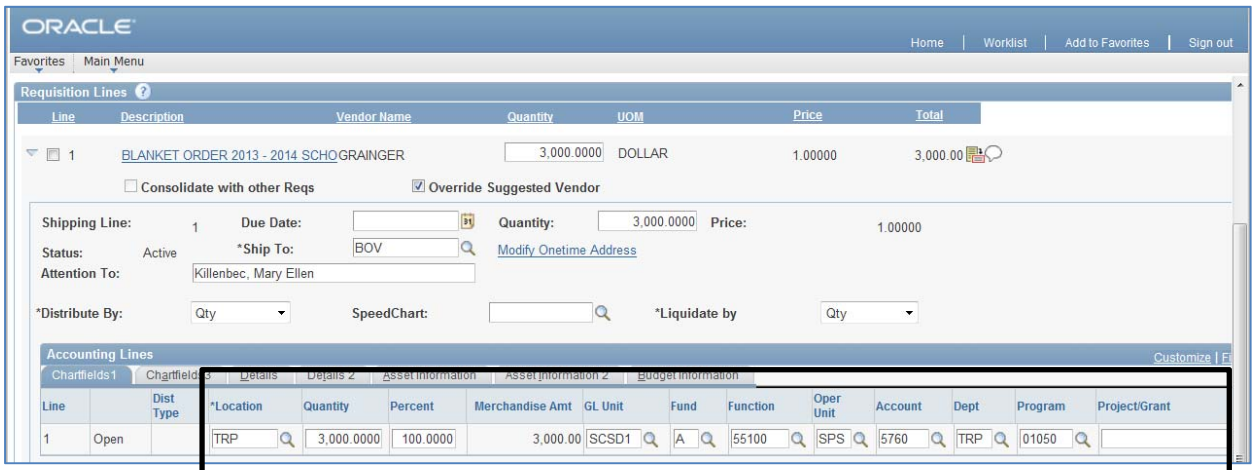 ORACLE
Home | Worklist | Add to Favorites | Sign out
Favorites Main Menu
Requisition Lines ?
Line Description Vendor Name Quantity UOM Price Total
1 BLANKET ORDER 2013 - 2014 SCHO GRAINGER 3,000.0000 DOLLAR 1.00000 3,000.00
Consolidate with other Reqs Override Suggested Vendor
Shipping Line: 1 Due Date: 31 Quantity: 3,000.0000 Price: 1.00000
Status: Active *Ship To: BOV Modify Onetime Address
Attention To: Killenbec, Mary Ellen
*Distribute By: Qty SpeedChart: *Liquidate by Qty
Accounting Lines
Customize |
Chartfields1 Chartfields3 Details Details 2 Asset Information Asset Information 2 Budget Information
Line Dist Type *Location Quantity Percent Merchandise Amt GL Unit Fund Function Oper Unit Account Dept Program Project/Grant
1 Open TRP 3,000.0000 100.0000 3,000.00 SCSD1 A 55100 SPS 5760 TRP 01050